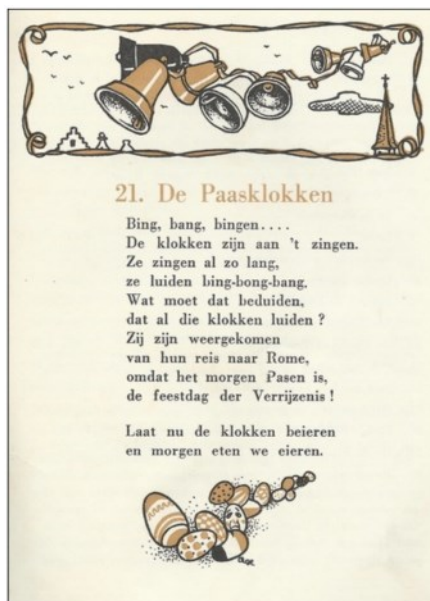 21. De Paasklokken
Bing, bang, bingen....
De klokken zijn aan 't zingen.
Ze zingen al zo lang,
ze luiden bing-bong-bang.
Wat moet dat beduiden,
dat al die klokken luiden?
Zij zijn weergekomen
van hun reis naar Rome,
omdat het morgen Pasen is,
de feestdag der Verrijzenis!
Laat nu de klokken beieren
en morgen eten we eieren.